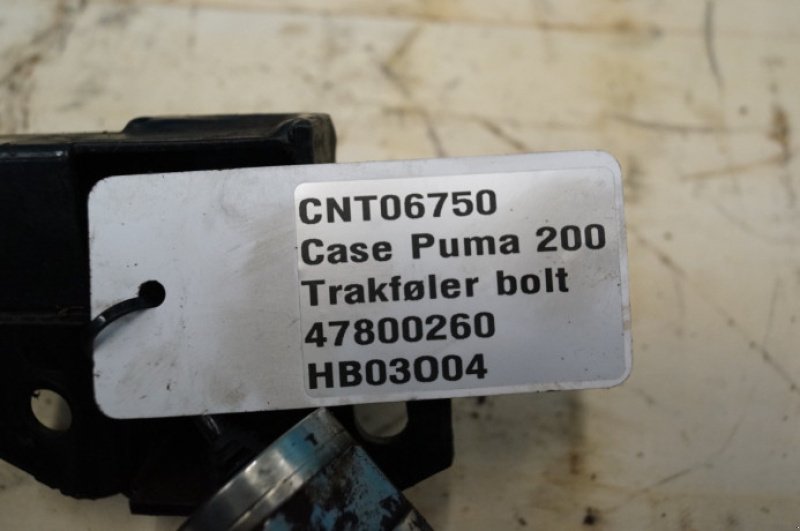 CNT06750
Case Puma 200
Trakføler bolt
47800260
HB03O04